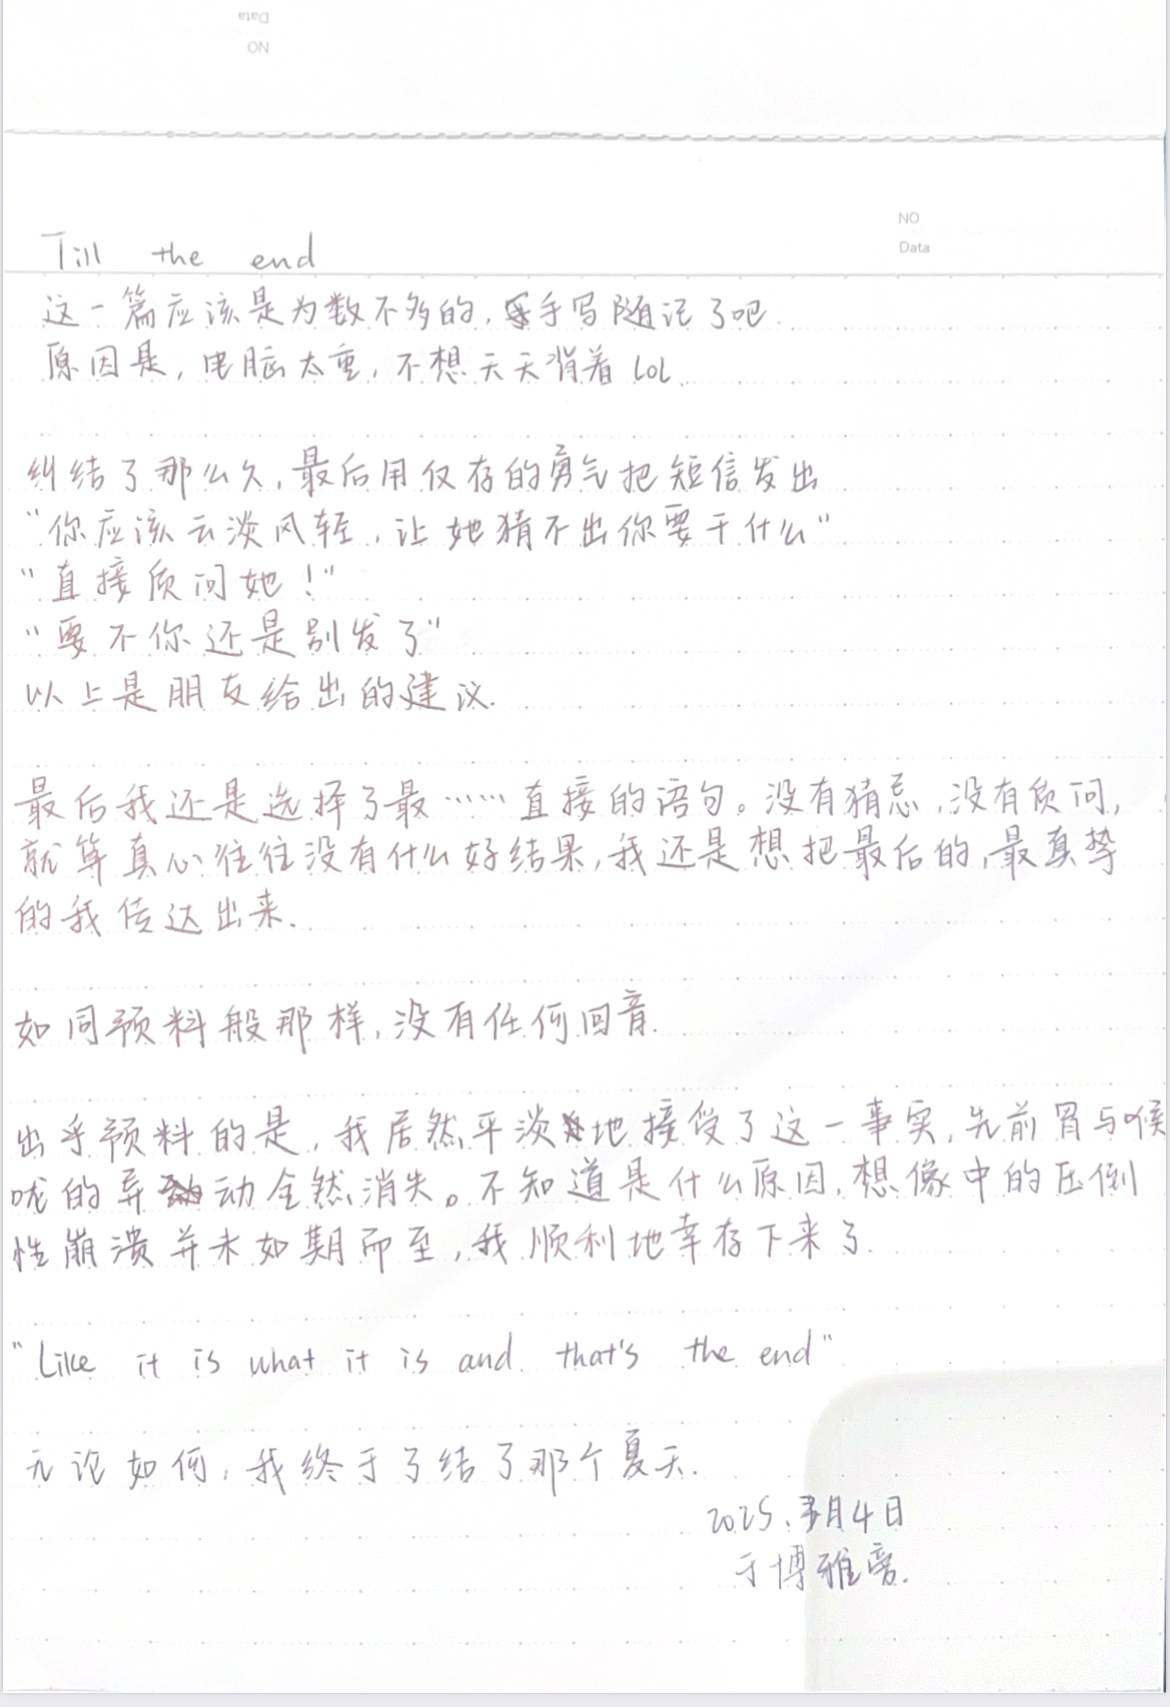 Data
NO
NO
Data
Till the end
这一篇应该是为数不多的,手写随记了吧.
原因是,电脑太重,不想天天背着 lol.
纠结了那么久,最后用仅存的勇气把短信发出
"你应该云淡风轻,让她猜不出你要干什么"
"直接质问她!"
"要不你还是别发了"
以上是朋友给出的建议.
最后我还是选择了最……直接的语句。没有猜忌,没有质问,
就算真心往往没有什么好结果,我还是想把最后的,最真挚
的我传达出来.
如同预料般那样,没有任何回音.
出乎预料的是,我居然平淡地接受了这一事实,先前胃与喉
咙的异动全然消失。不知道是什么原因,想像中的压倒
性崩溃并未如期而至,我顺利地幸存下来了.
"Like it is what it is and that's the end"
无论如何,我终于了结了那个夏天.
2025.3月4日
于博雅旁.